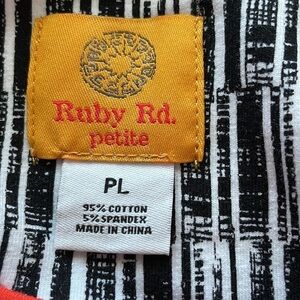 Ruby Rd.
petite
PL
95% COTTON
5% SPANDEX
MADE IN CHINA